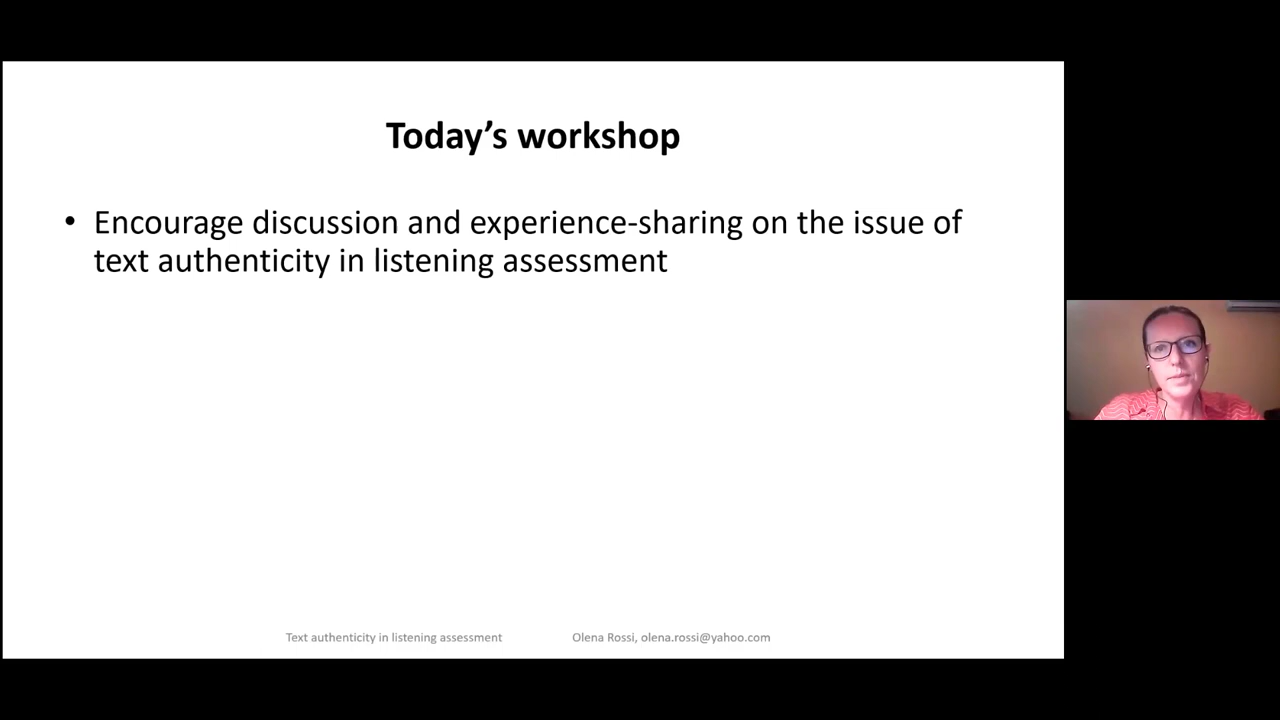 Today’s workshop
• Encourage discussion and experience-sharing on the issue of
text authenticity in listening assessment
Text authenticity in listening assessment
Olena Rossi, olena.rossi@yahoo.com